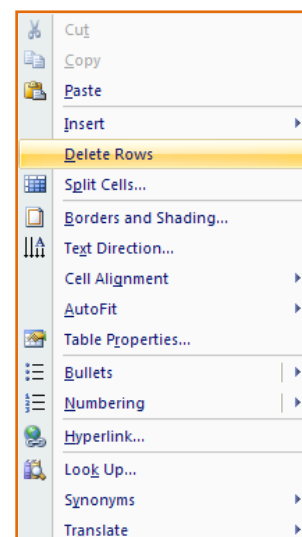 Cut
Copy
Paste
Insert
Delete Rows
Split Cells...
Borders and Shading...
Text Direction...
Cell Alignment
AutoFit
Table Properties...
Bullets
Numbering
Hyperlink...
Look Up...
Synonyms
Translate